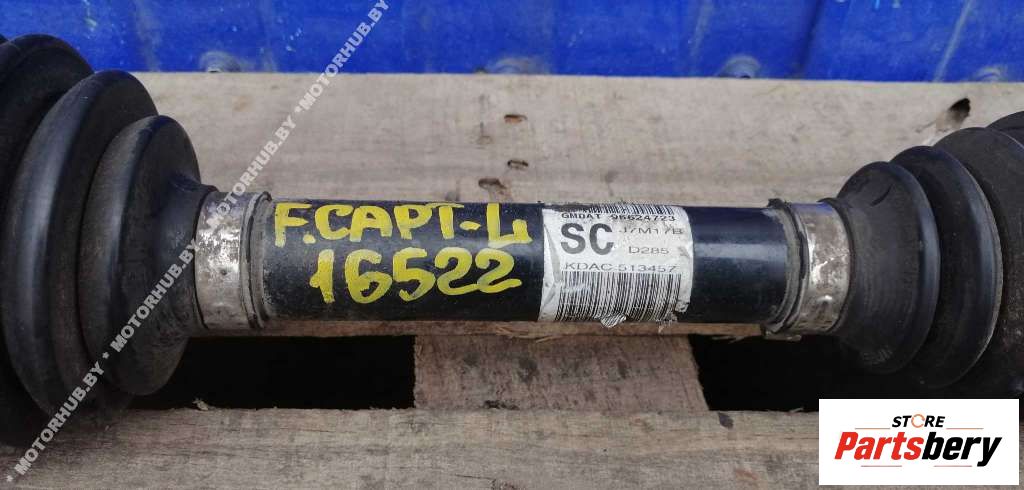 * MOTORHUB.BY * MOTORHUB.BY * MOTORHUB.BY
F.CAPT-L
16522
GMDAT 96624723
SC J7M17B
D285
KDAC 513457
STORE
Partsbery